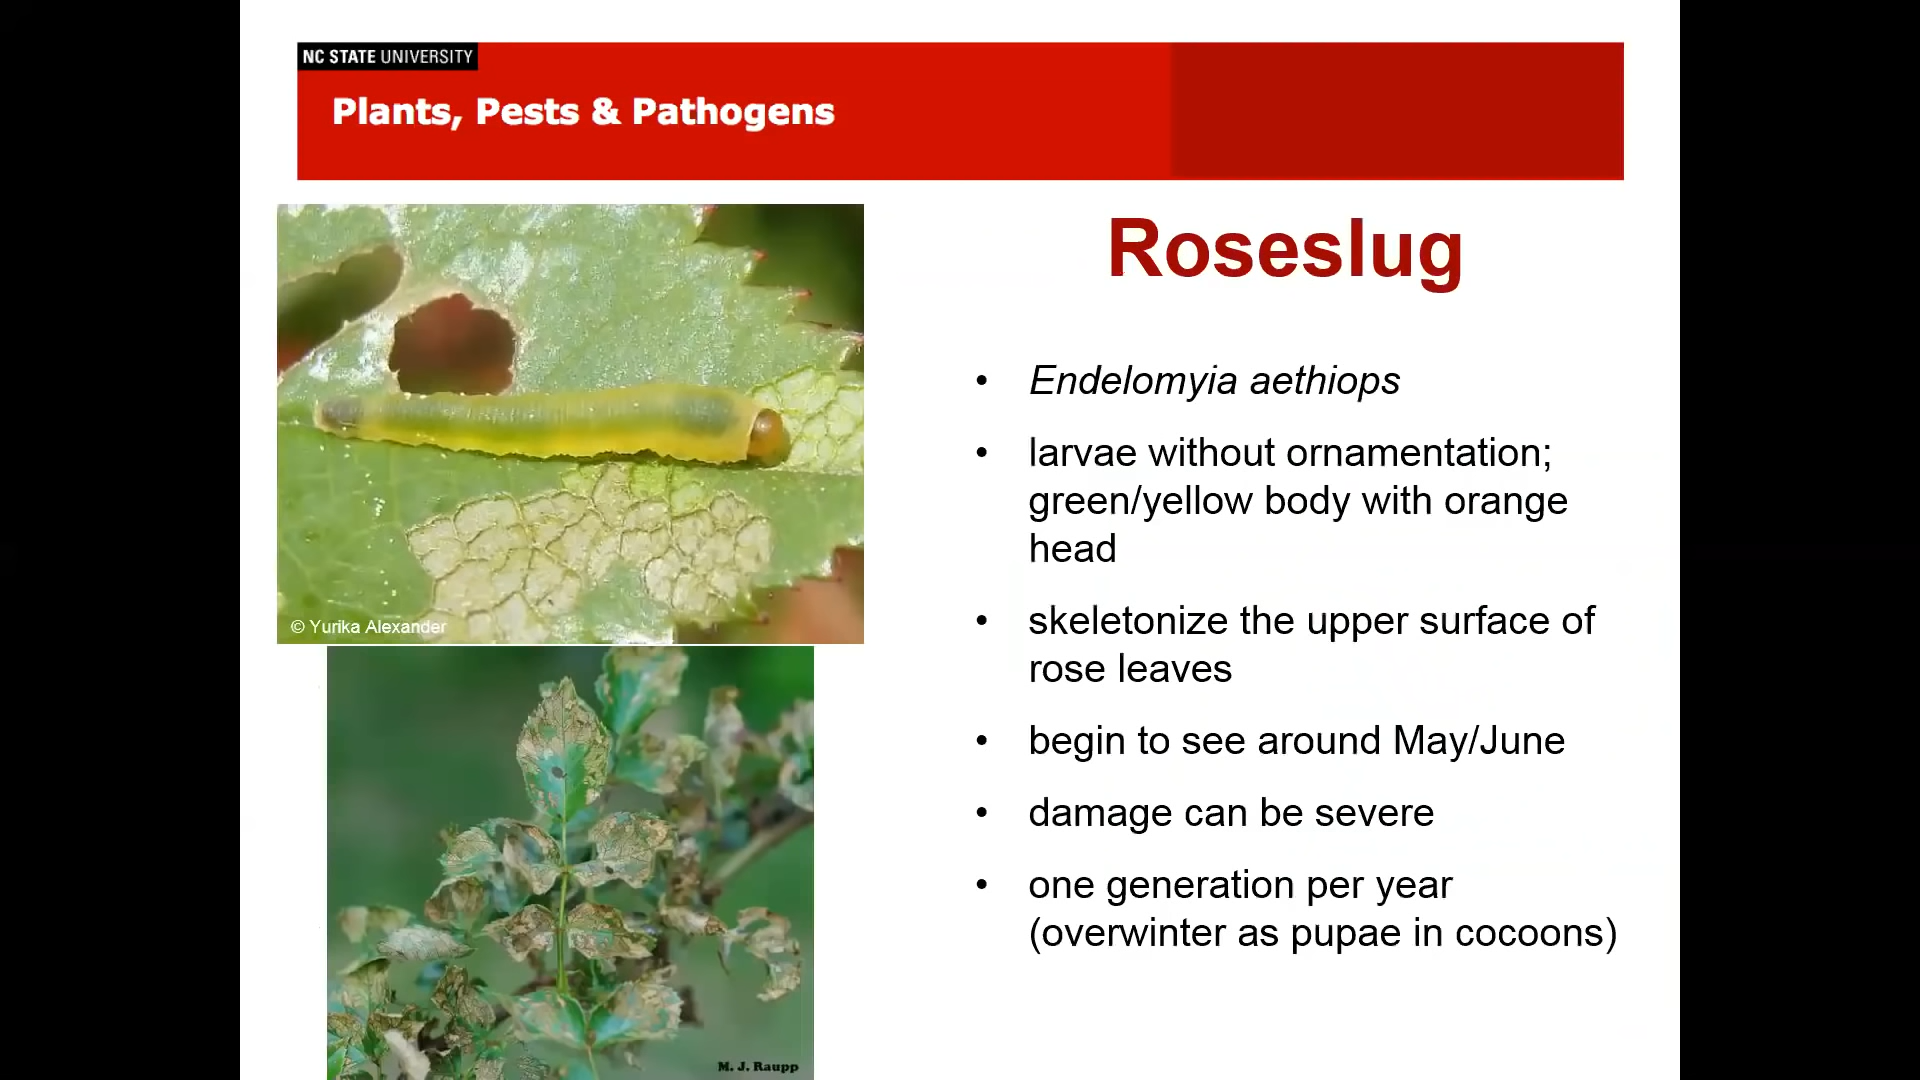 NC STATE UNIVERSITY
Plants, Pests & Pathogens
Roseslug
• Endelomyia aethiops
• larvae without ornamentation;
green/yellow body with orange
head
• skeletonize the upper surface of
rose leaves
• begin to see around May/June
• damage can be severe
• one generation per year
(overwinter as pupae in cocoons)
© Yurika Alexander
M. J. Raupp